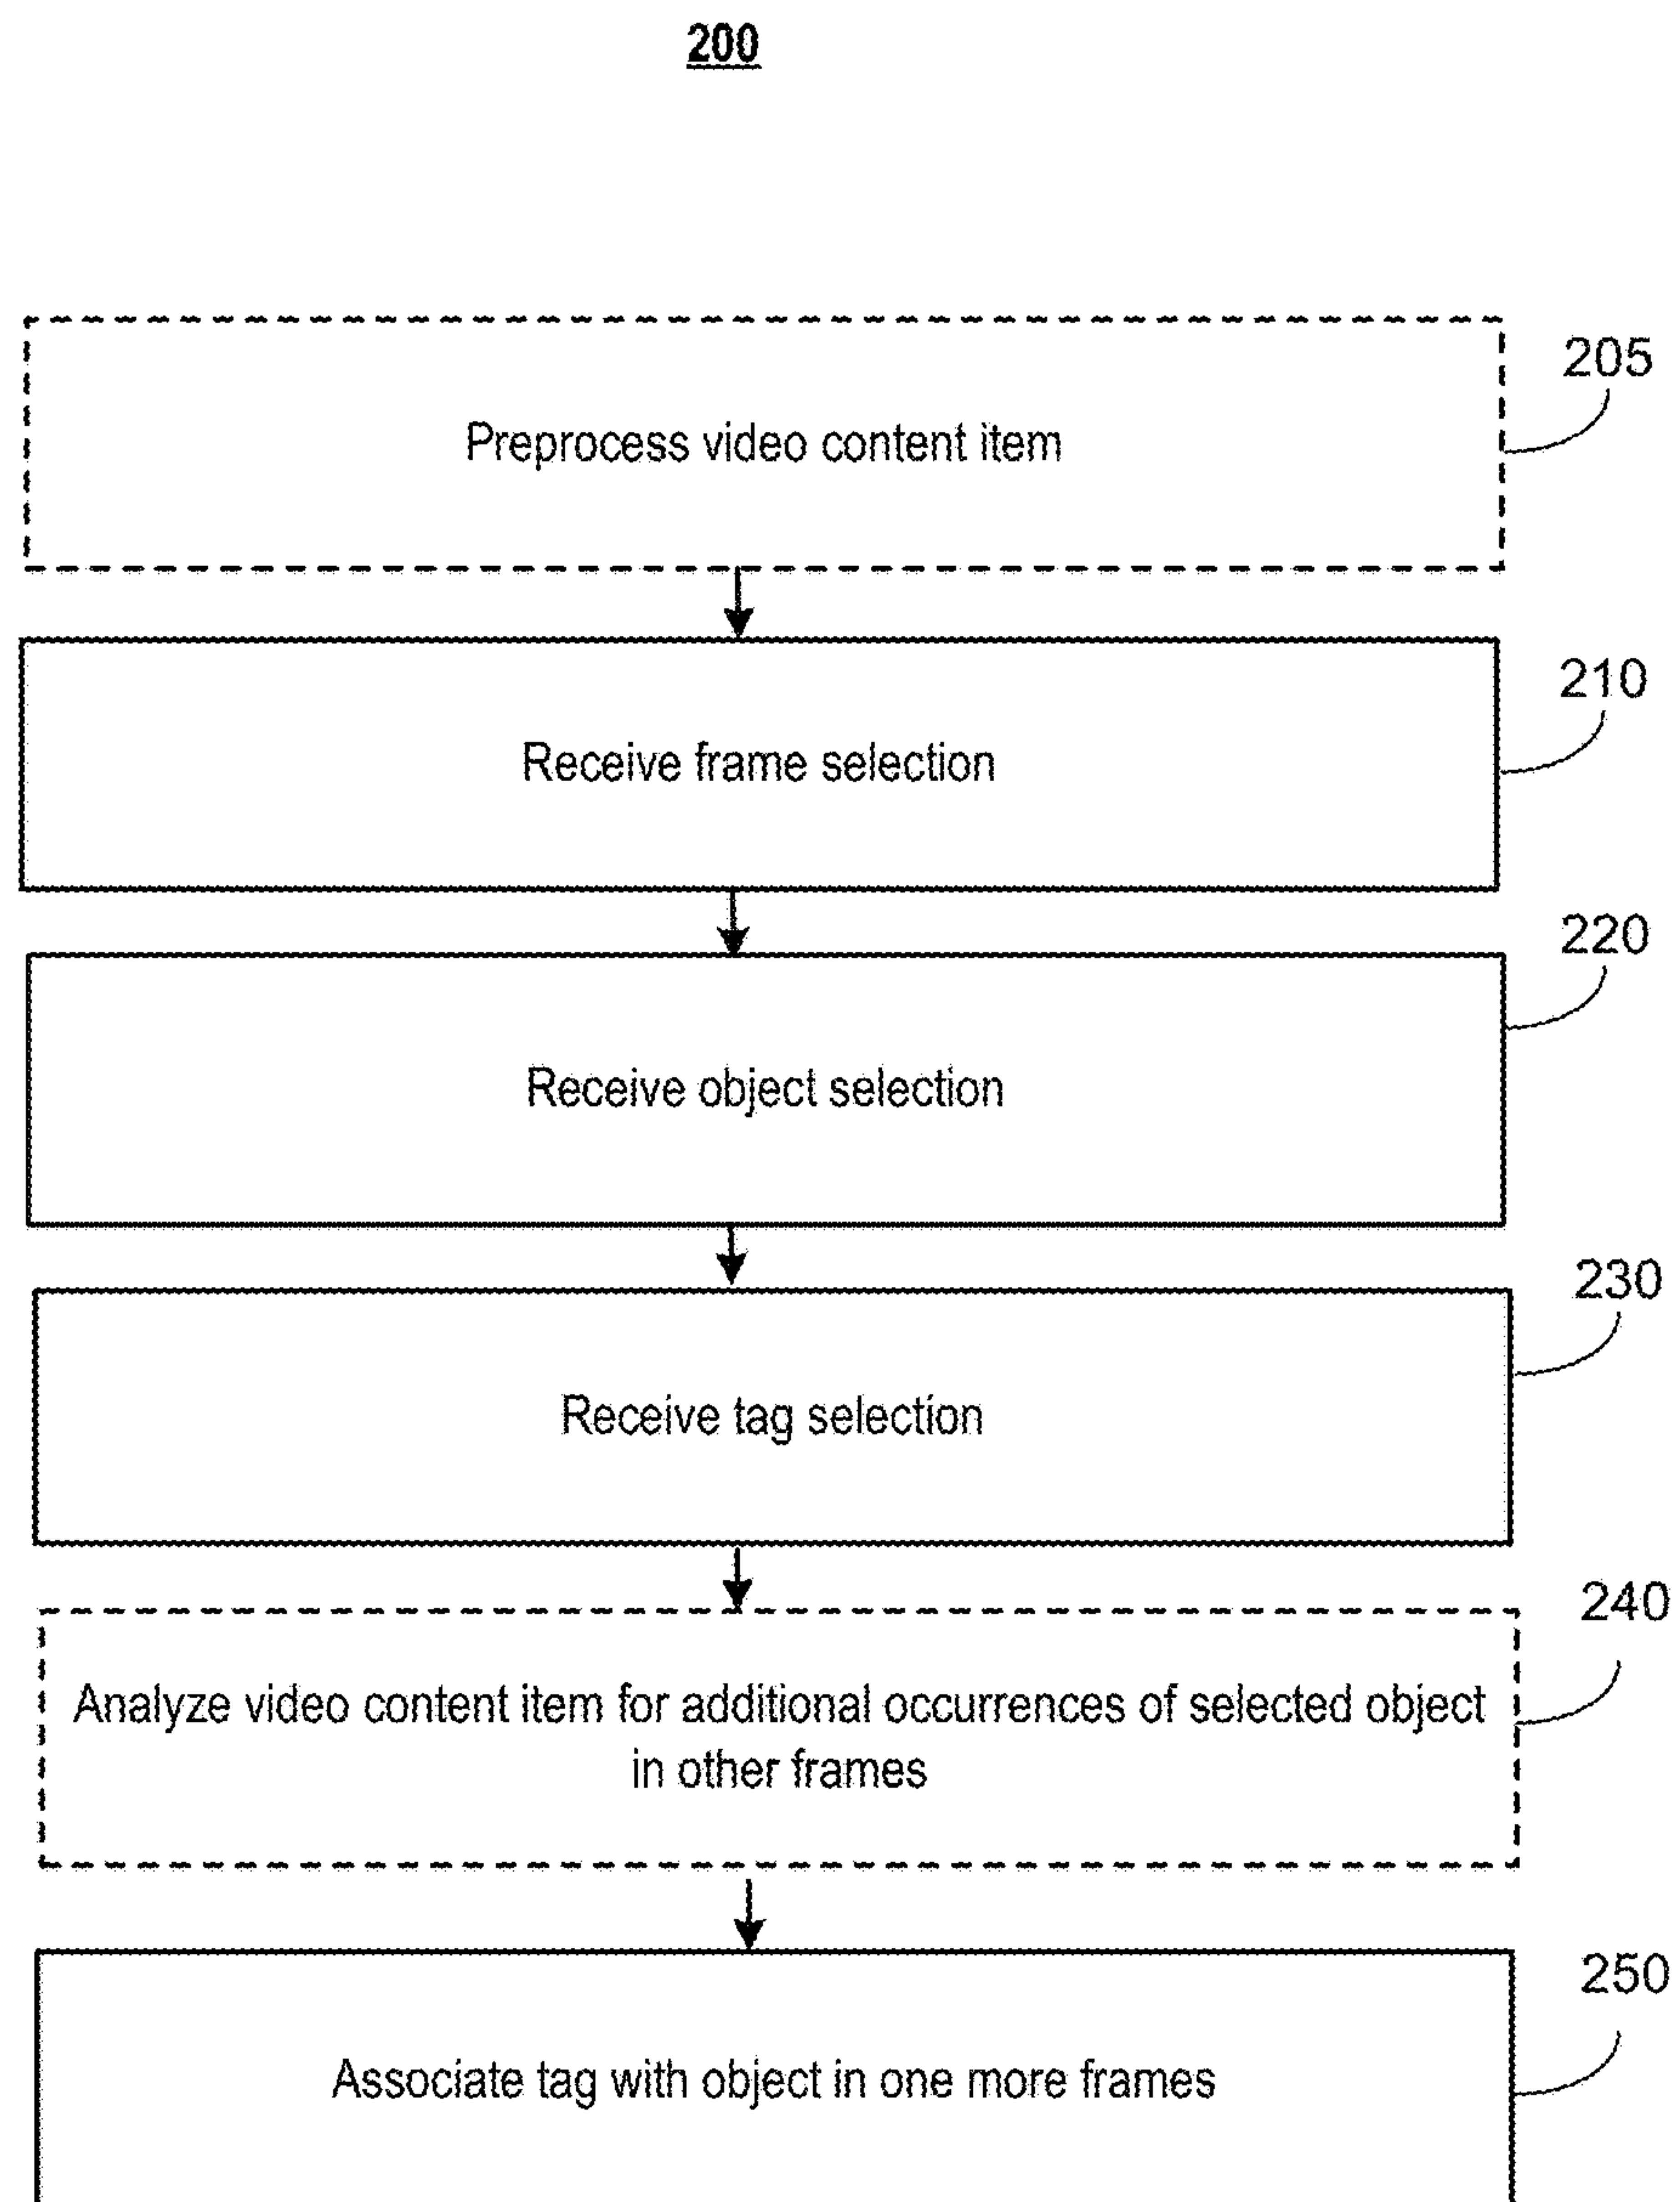 200
205
Preprocess video content item
210
Receive frame selection
220
Receive object selection
230
Receive tag selection
240
Analyze video content item for additional occurrences of selected object
in other frames
250
Associate tag with object in one more frames